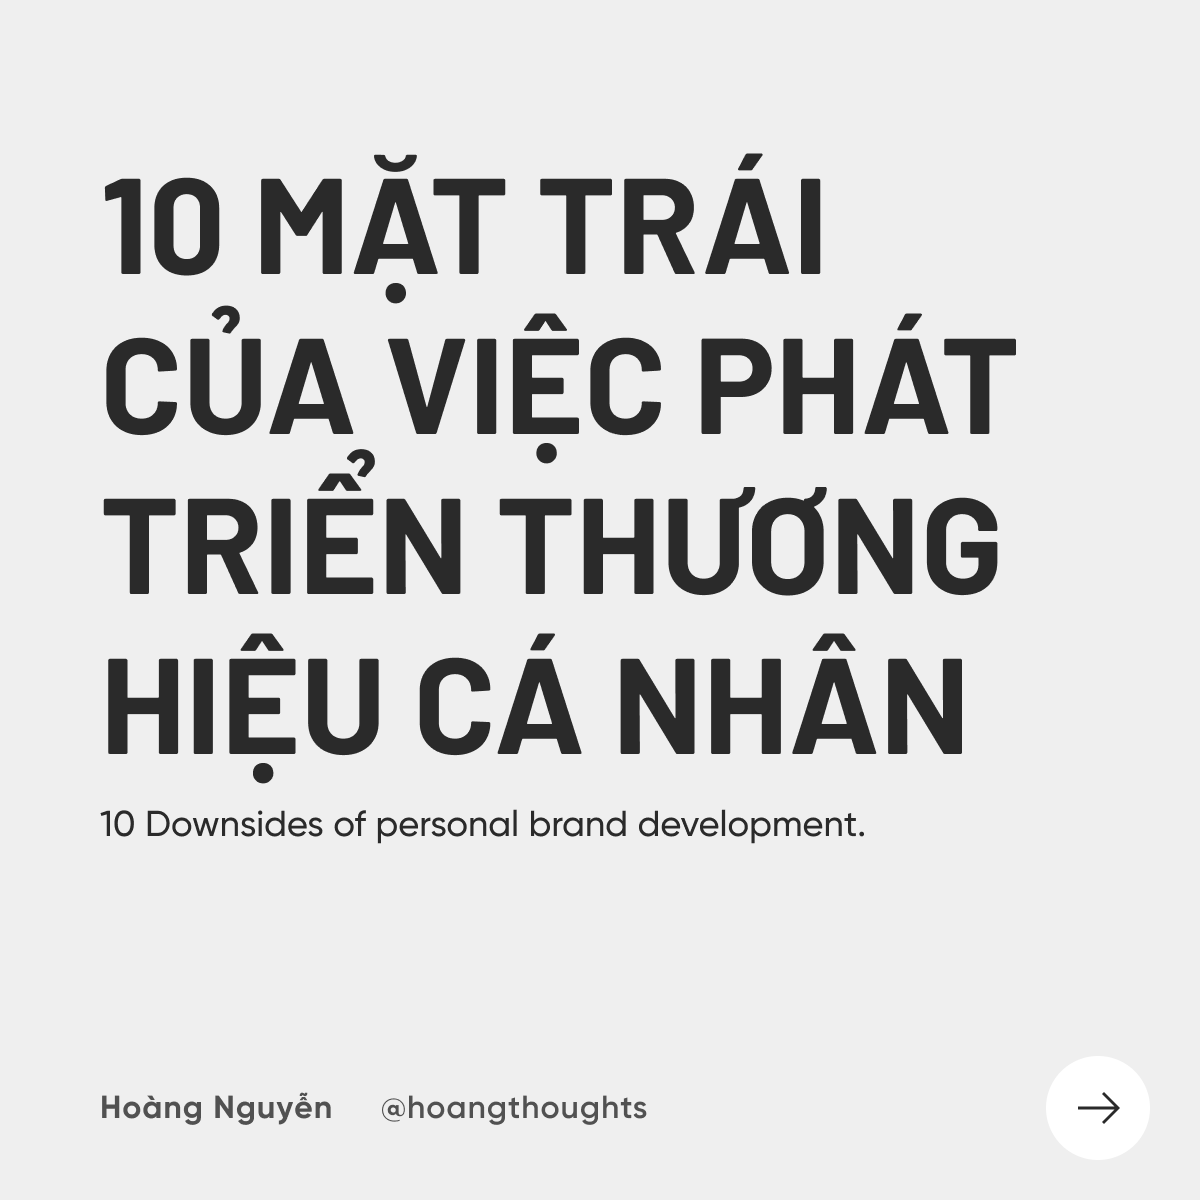 10 MẶT TRÁI
CỦA VIỆC PHÁT
TRIỂN THƯƠNG
HIỆU CÁ NHÂN
10 Downsides of personal brand development.
Hoàng Nguyễn @hoangthoughts